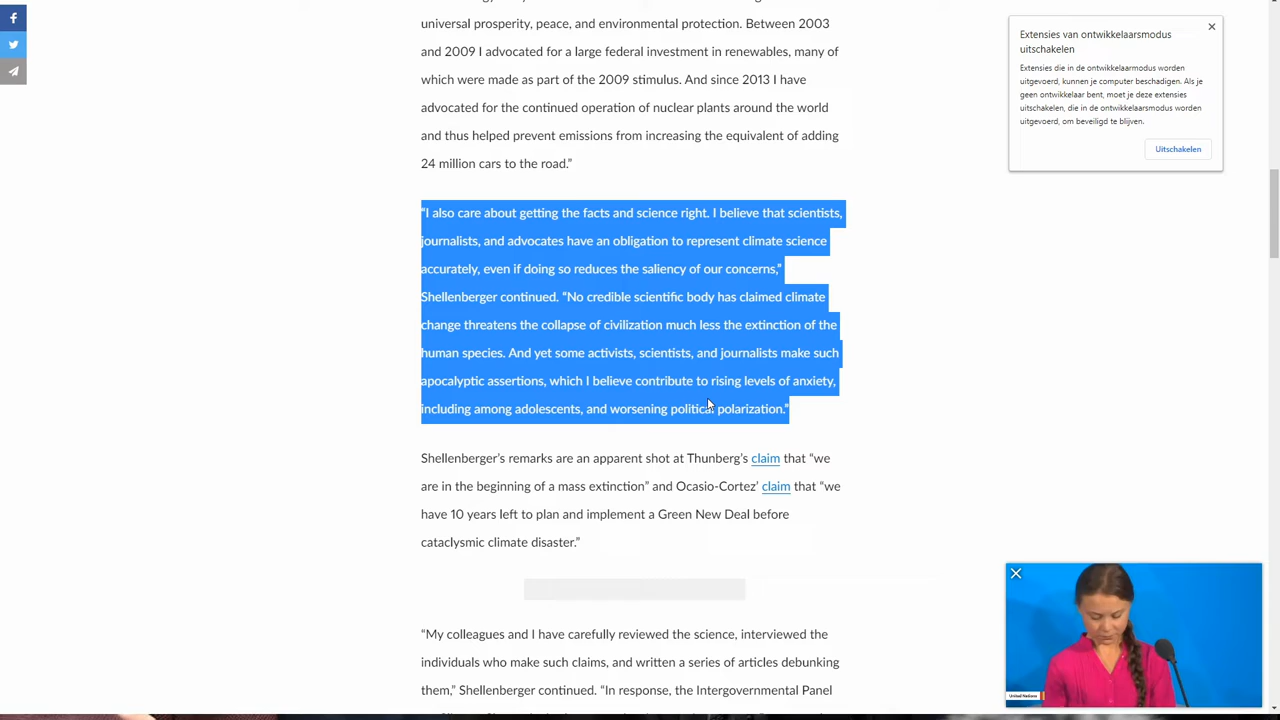 universal prosperity, peace, and environmental protection. Between 2003
and 2009 I advocated for a large federal investment in renewables, many of
which were made as part of the 2009 stimulus. And since 2013 I have
advocated for the continued operation of nuclear plants around the world
and thus helped prevent emissions from increasing the equivalent of adding
24 million cars to the road.”
“I also care about getting the facts and science right. I believe that scientists,
journalists, and advocates have an obligation to represent climate science
accurately, even if doing so reduces the saliency of our concerns,”
Shellenberger continued. “No credible scientific body has claimed climate
change threatens the collapse of civilization much less the extinction of the
human species. And yet some activists, scientists, and journalists make such
apocalyptic assertions, which I believe contribute to rising levels of anxiety,
including among adolescents, and worsening political polarization.”
Shellenberger’s remarks are an apparent shot at Thunberg’s claim that “we
are in the beginning of a mass extinction” and Ocasio-Cortez’ claim that “we
have 10 years left to plan and implement a Green New Deal before
cataclysmic climate disaster.”
“My colleagues and I have carefully reviewed the science, interviewed the
individuals who make such claims, and written a series of articles debunking
them,” Shellenberger continued. “In response, the Intergovernmental Panel
Extensies van ontwikkelaarsmodus
uitschakelen
Extensies die in de ontwikkelaarmodus worden
uitgevoerd, kunnen je computer beschadigen. Als je
geen ontwikkelaar bent, moet je deze extensies
uitschakelen, die in de ontwikkelaarsmodus worden
uitgevoerd, om beveiligd te blijven.
Uitschakelen
United Nations